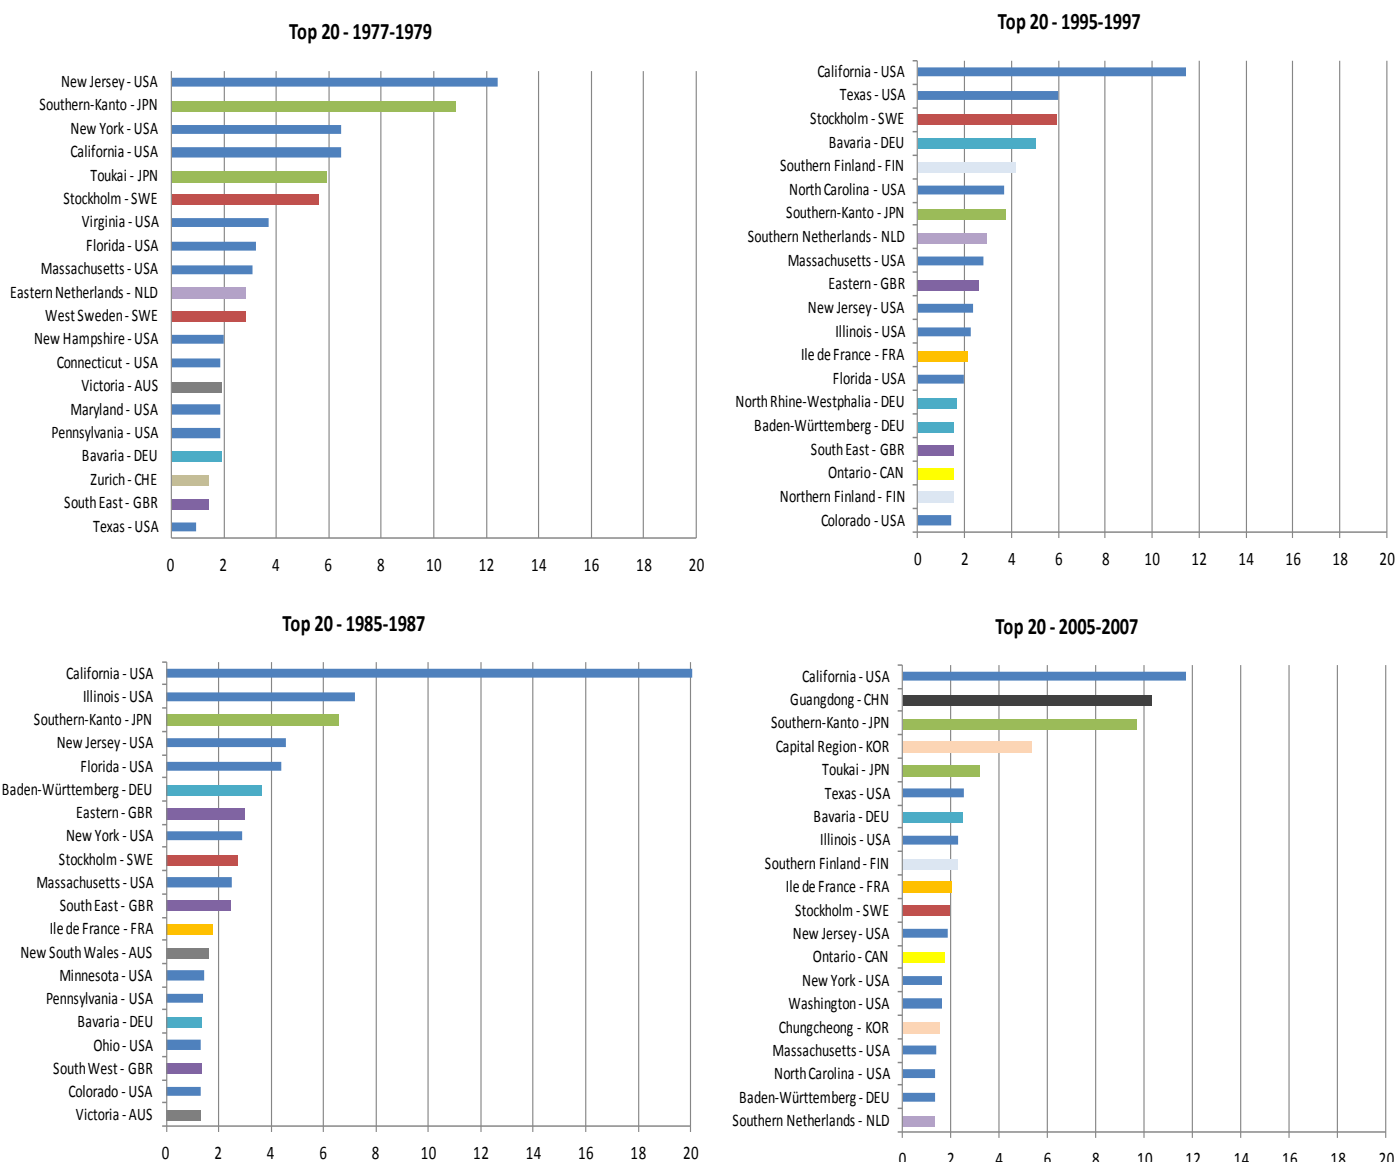 Top 20 - 1977-1979
New Jersey - USA
Southern-Kanto - JPN
New York - USA
California - USA
Toukai - JPN
Stockholm - SWE
Virginia - USA
Florida - USA
Massachusetts - USA
Eastern Netherlands - NLD
West Sweden - SWE
New Hampshire - USA
Connecticut - USA
Victoria - AUS
Maryland - USA
Pennsylvania - USA
Bavaria - DEU
Zurich - CHE
South East - GBR
Texas - USA
0 2 4 6 8 10 12 14 16 18 20
Top 20 - 1995-1997
California - USA
Texas - USA
Stockholm - SWE
Bavaria - DEU
Southern Finland - FIN
North Carolina - USA
Southern-Kanto - JPN
Southern Netherlands - NLD
Massachusetts - USA
Eastern - GBR
New Jersey - USA
Illinois - USA
Ile de France - FRA
Florida - USA
North Rhine-Westphalia - DEU
Baden-Württemberg - DEU
South East - GBR
Ontario - CAN
Northern Finland - FIN
Colorado - USA
0 2 4 6 8 10 12 14 16 18 20
Top 20 - 1985-1987
California - USA
Illinois - USA
Southern-Kanto - JPN
New Jersey - USA
Florida - USA
Baden-Württemberg - DEU
Eastern - GBR
New York - USA
Stockholm - SWE
Massachusetts - USA
South East - GBR
Ile de France - FRA
New South Wales - AUS
Minnesota - USA
Pennsylvania - USA
Bavaria - DEU
Ohio - USA
South West - GBR
Colorado - USA
Victoria - AUS
0 2 4 6 8 10 12 14 16 18 20
Top 20 - 2005-2007
California - USA
Guangdong - CHN
Southern-Kanto - JPN
Capital Region - KOR
Toukai - JPN
Texas - USA
Bavaria - DEU
Illinois - USA
Southern Finland - FIN
Ile de France - FRA
Stockholm - SWE
New Jersey - USA
Ontario - CAN
New York - USA
Washington - USA
Chungcheong - KOR
Massachusetts - USA
North Carolina - USA
Baden-Württemberg - DEU
Southern Netherlands - NLD
0 2 4 6 8 10 12 14 16 18 20